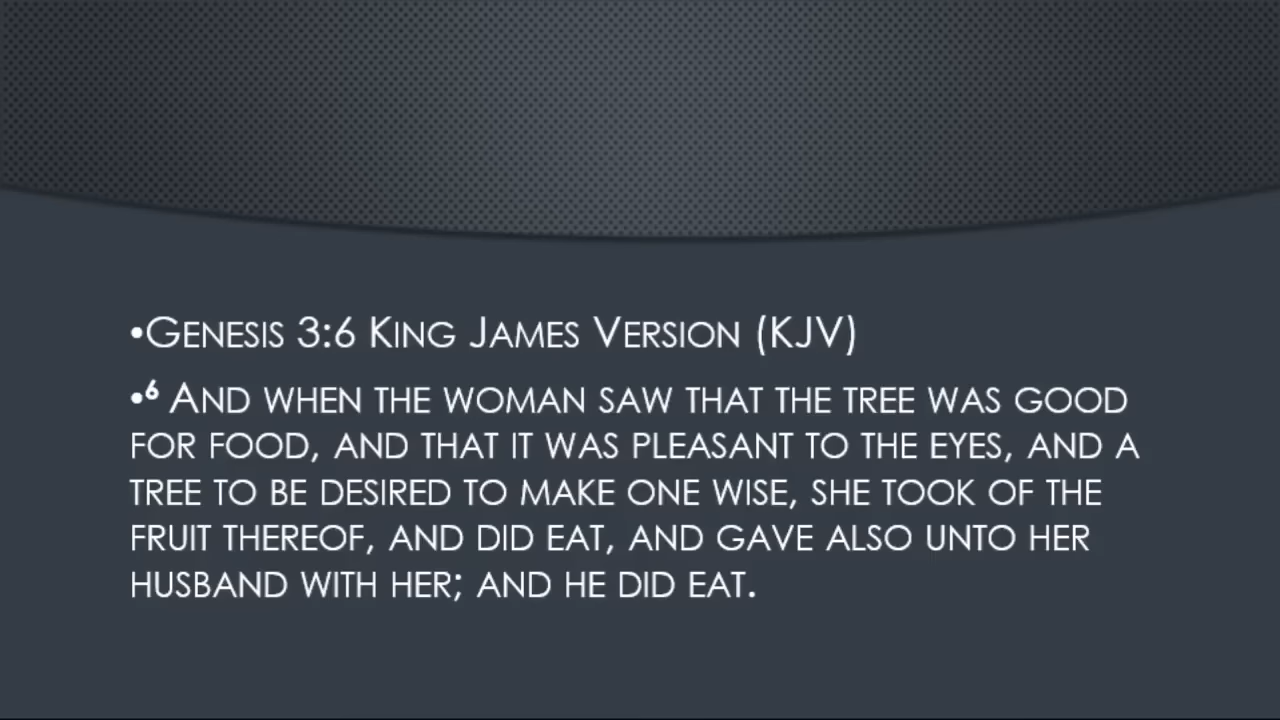 •Genesis 3:6 King James Version (KJV)
•⁶ And when the woman saw that the tree was good
for food, and that it was pleasant to the eyes, and a
tree to be desired to make one wise, she took of the
fruit thereof, and did eat, and gave also unto her
husband with her; and he did eat.